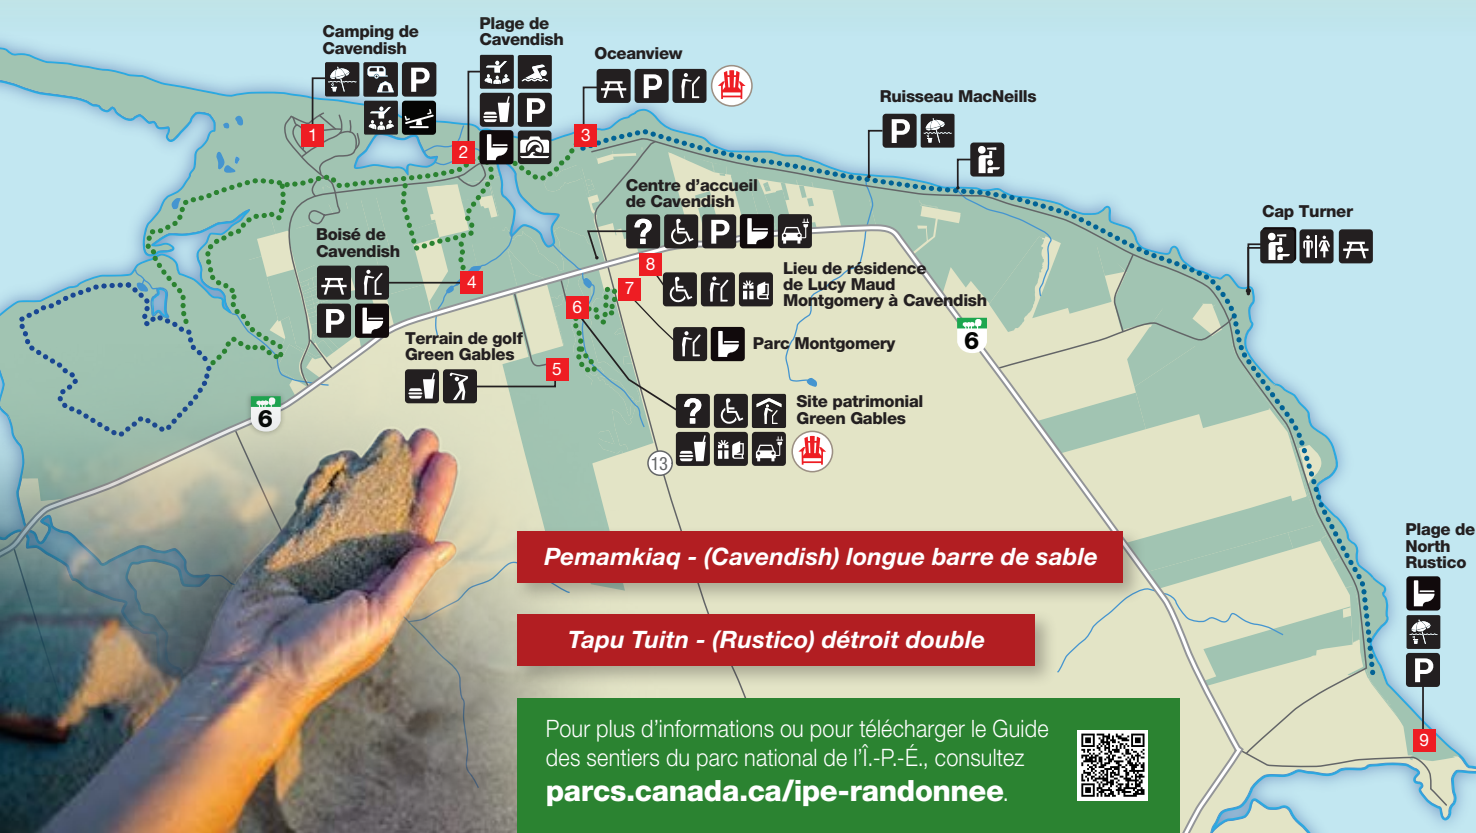 Camping de
Cavendish
P
1
Plage de
Cavendish
P
2
Oceanview
P
3
Ruisseau MacNeills
P
Cap Turner
Centre d'accueil
de Cavendish
? P
Boisé de
Cavendish
P
4
8
Lieu de résidence
de Lucy Maud
Montgomery à Cavendish
7
6
Parc Montgomery
6
Terrain de golf
Green Gables
5
6
?
Site patrimonial
Green Gables
13
Plage de
North
Rustico
P
9
Pemamkiaq - (Cavendish) longue barre de sable
Tapu Tuitn - (Rustico) détroit double
Pour plus d'informations ou pour télécharger le Guide
des sentiers du parc national de l'Î.-P.-É., consultez
parcs.canada.ca/ipe-randonnee.